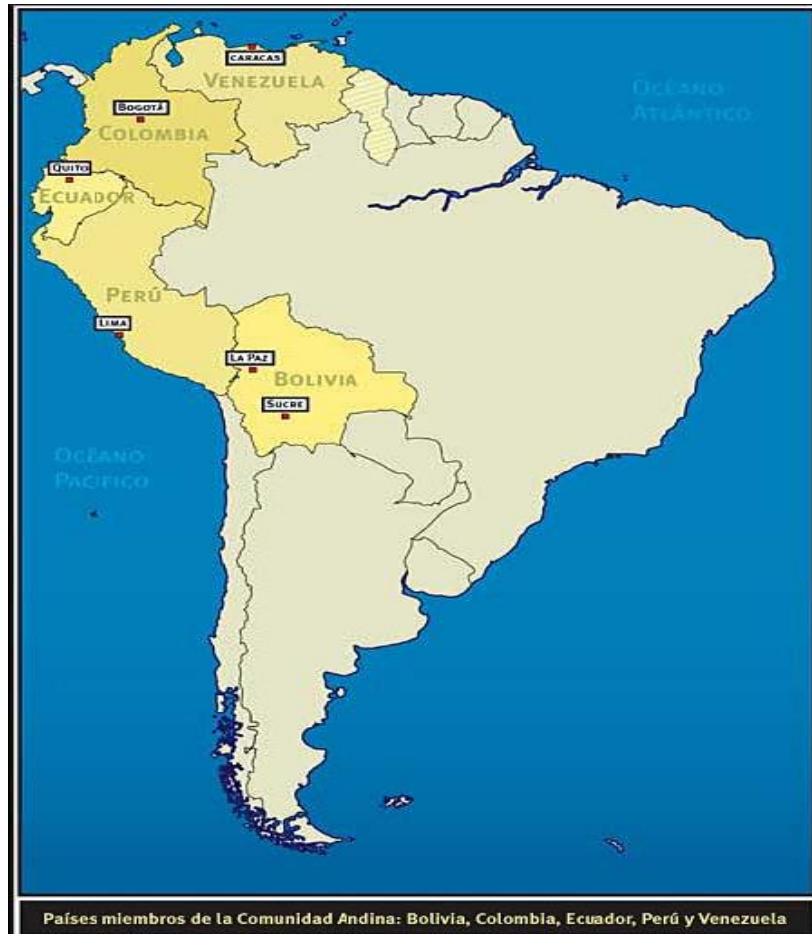 CARACAS
VENEZUELA
BOGOTÁ
COLOMBIA
OCÉANO
ATLÁNTICO
QUITO
ECUADOR
PERÚ
LIMA
LA PAZ
BOLIVIA
SUCRE
OCÉANO
PACIFICO
Países miembros de la Comunidad Andina: Bolivia, Colombia, Ecuador, Perú y Venezuela